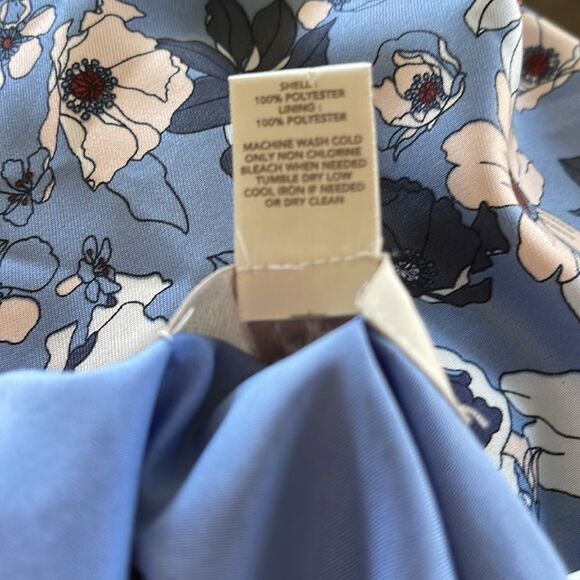 SHELL :
100% POLYESTER
LINING :
100% POLYESTER
MACHINE WASH COLD
ONLY NON CHLORINE
BLEACH WHEN NEEDED
TUMBLE DRY LOW
COOL IRON IF NEEDED
OR DRY CLEAN